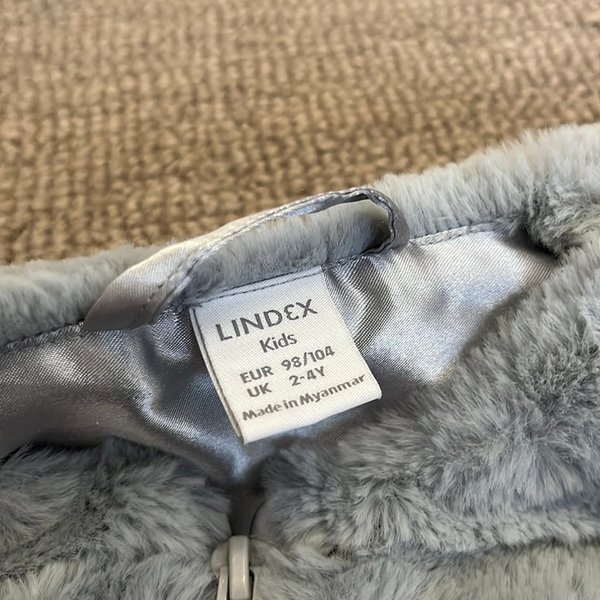 LINDEX
Kids
EUR 98/104
UK 2-4Y
Made in Myanmar